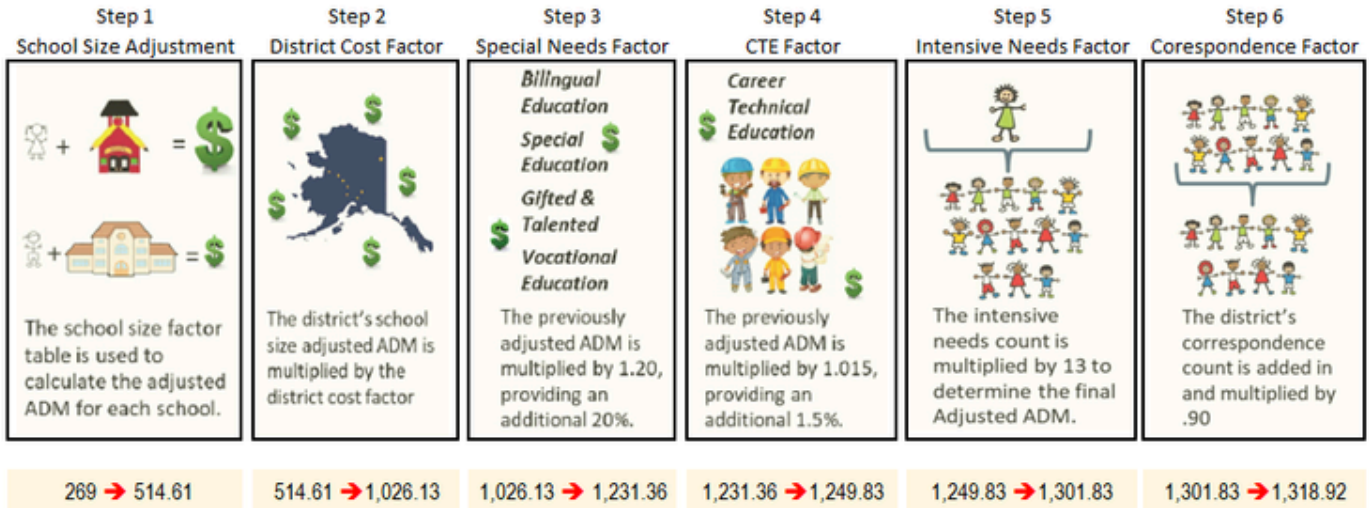 Step 1
School Size Adjustment
The school size factor
table is used to
calculate the adjusted
ADM for each school.
269 ➔ 514.61
Step 2
District Cost Factor
The district's school
size adjusted ADM is
multiplied by the
district cost factor
514.61 ➔ 1,026.13
Step 3
Special Needs Factor
Bilingual
Education
Special
Education
Gifted &
Talented
Vocational
Education
The previously
adjusted ADM is
multiplied by 1.20,
providing an
additional 20%.
1,026.13 ➔ 1,231.36
Step 4
CTE Factor
Career
Technical
Education
The previously
adjusted ADM is
multiplied by 1.015,
providing an
additional 1.5%.
1,231.36 ➔ 1,249.83
Step 5
Intensive Needs Factor
The intensive
needs count is
multiplied by 13 to
determine the final
Adjusted ADM.
1,249.83 ➔ 1,301.83
Step 6
Corespondence Factor
The district's
correspondence
count is added in
and multiplied by
.90
1,301.83 ➔ 1,318.92